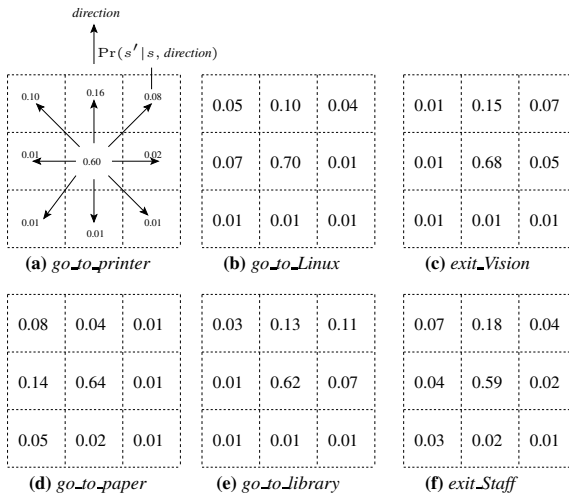 direction
Pr(s′|s, direction)
0.10 0.16 0.08
0.01 0.60 0.02
0.01 0.01 0.01
(a) go_to_printer
0.05 0.10 0.04
0.07 0.70 0.01
0.01 0.01 0.01
(b) go_to_Linux
0.01 0.15 0.07
0.01 0.68 0.05
0.01 0.01 0.01
(c) exit_Vision
0.08 0.04 0.01
0.14 0.64 0.01
0.05 0.02 0.01
(d) go_to_paper
0.03 0.13 0.11
0.01 0.62 0.07
0.01 0.01 0.01
(e) go_to_library
0.07 0.18 0.04
0.04 0.59 0.02
0.03 0.02 0.01
(f) exit_Staff